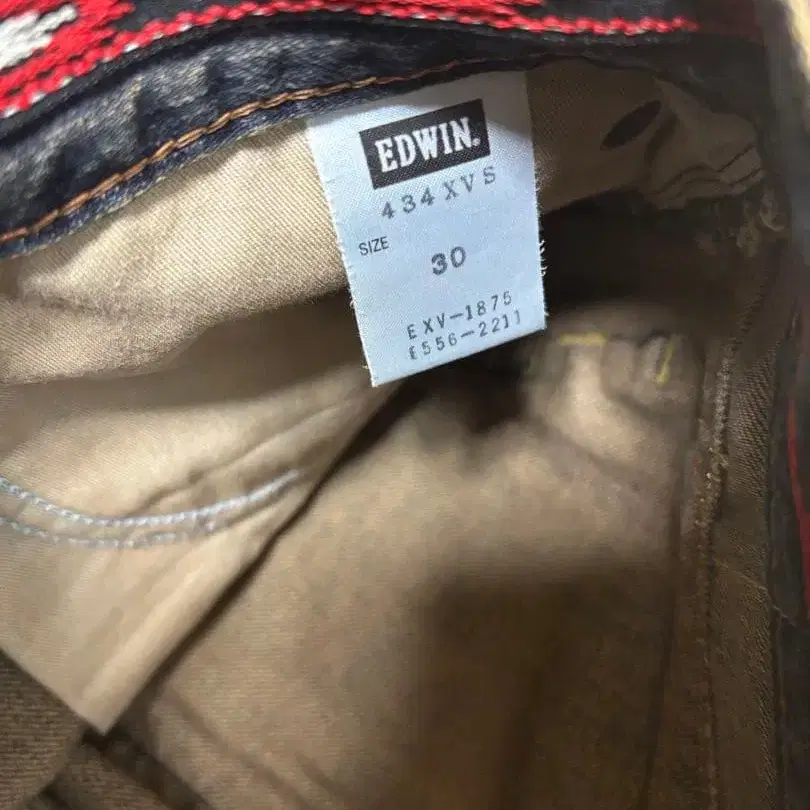 EDWIN.
434XVS
SIZE
30
EXV-1875
E556-2211